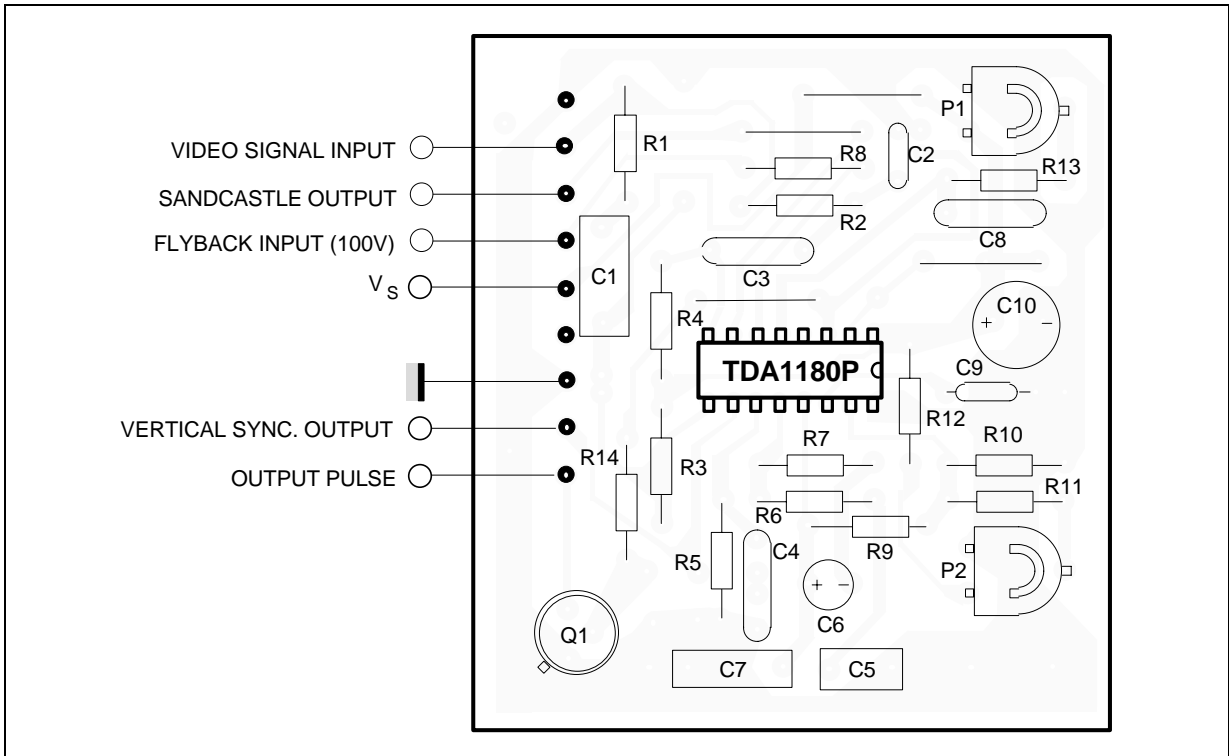 VIDEO SIGNAL INPUT
SANDCASTLE OUTPUT
FLYBACK INPUT (100V)
VS
VERTICAL SYNC. OUTPUT
OUTPUT PULSE
P1
R1
R8
C2
R13
R2
C8
C3
C1
R4
C10
+ -
TDA1180P
C9
R12
R7
R10
R14
R3
R11
R6
R9
C4
R5
P2
+ -
C6
Q1
C7
C5